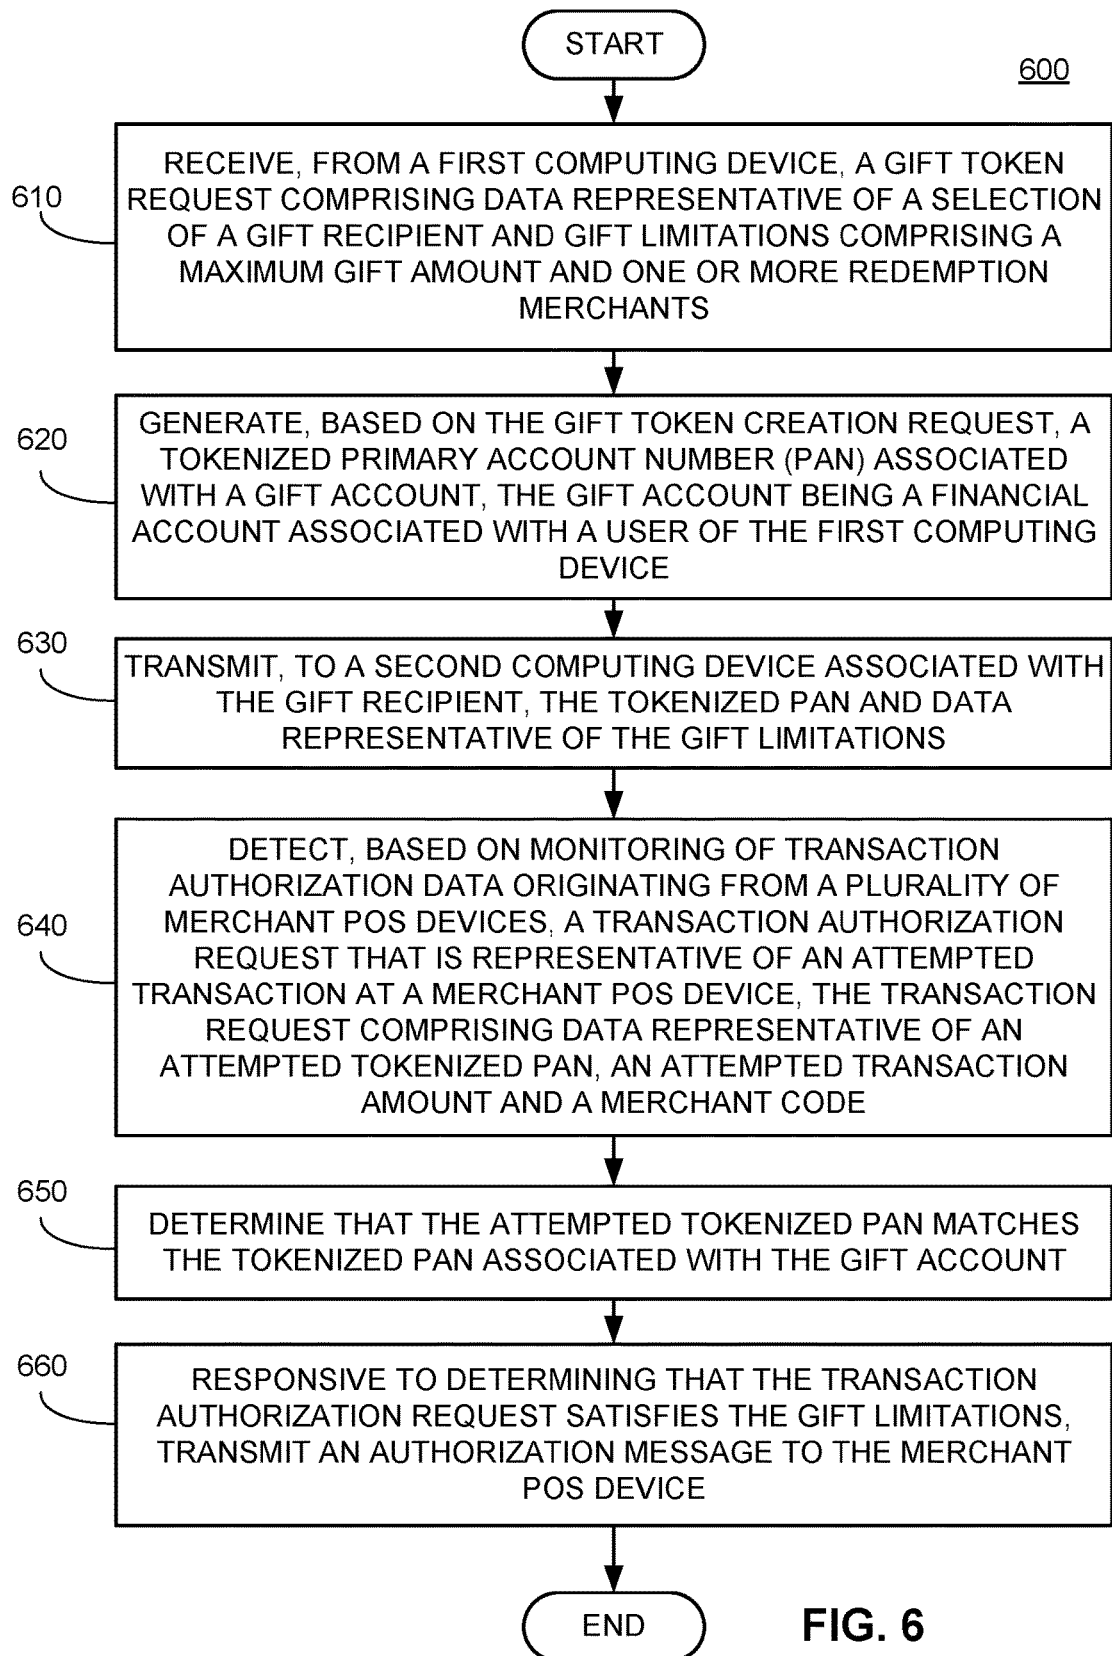 START
600
610
RECEIVE, FROM A FIRST COMPUTING DEVICE, A GIFT TOKEN
REQUEST COMPRISING DATA REPRESENTATIVE OF A SELECTION
OF A GIFT RECIPIENT AND GIFT LIMITATIONS COMPRISING A
MAXIMUM GIFT AMOUNT AND ONE OR MORE REDEMPTION
MERCHANTS
620
GENERATE, BASED ON THE GIFT TOKEN CREATION REQUEST, A
TOKENIZED PRIMARY ACCOUNT NUMBER (PAN) ASSOCIATED
WITH A GIFT ACCOUNT, THE GIFT ACCOUNT BEING A FINANCIAL
ACCOUNT ASSOCIATED WITH A USER OF THE FIRST COMPUTING
DEVICE
630
TRANSMIT, TO A SECOND COMPUTING DEVICE ASSOCIATED WITH
THE GIFT RECIPIENT, THE TOKENIZED PAN AND DATA
REPRESENTATIVE OF THE GIFT LIMITATIONS
640
DETECT, BASED ON MONITORING OF TRANSACTION
AUTHORIZATION DATA ORIGINATING FROM A PLURALITY OF
MERCHANT POS DEVICES, A TRANSACTION AUTHORIZATION
REQUEST THAT IS REPRESENTATIVE OF AN ATTEMPTED
TRANSACTION AT A MERCHANT POS DEVICE, THE TRANSACTION
REQUEST COMPRISING DATA REPRESENTATIVE OF AN
ATTEMPTED TOKENIZED PAN, AN ATTEMPTED TRANSACTION
AMOUNT AND A MERCHANT CODE
650
DETERMINE THAT THE ATTEMPTED TOKENIZED PAN MATCHES
THE TOKENIZED PAN ASSOCIATED WITH THE GIFT ACCOUNT
660
RESPONSIVE TO DETERMINING THAT THE TRANSACTION
AUTHORIZATION REQUEST SATISFIES THE GIFT LIMITATIONS,
TRANSMIT AN AUTHORIZATION MESSAGE TO THE MERCHANT
POS DEVICE
END
FIG. 6